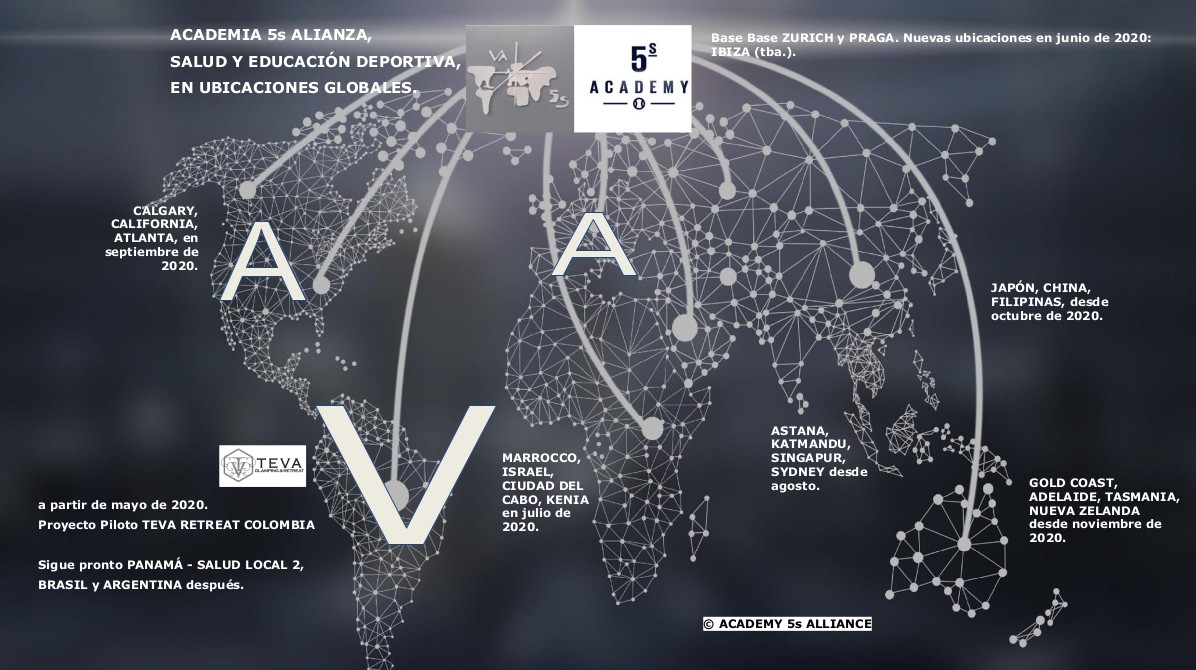 ACADEMIA 5s ALIANZA,
SALUD Y EDUCACIÓN DEPORTIVA,
EN UBICACIONES GLOBALES.
VA
5s
5s
ACADEMY
Base Base ZURICH y PRAGA. Nuevas ubicaciones en junio de 2020:
IBIZA (tba.).
CALGARY,
CALIFORNIA,
ATLANTA, en
septiembre de
2020.
A
A
V
JAPÓN, CHINA,
FILIPINAS, desde
octubre de 2020.
TEVA
GLAMPING&RETREAT
a partir de mayo de 2020.
Proyecto Piloto TEVA RETREAT COLOMBIA
Sigue pronto PANAMÁ - SALUD LOCAL 2,
BRASIL y ARGENTINA después.
MARROCCO,
ISRAEL,
CIUDAD DEL
CABO, KENIA
en julio de
2020.
ASTANA,
KATMANDU,
SINGAPUR,
SYDNEY desde
agosto.
GOLD COAST,
ADELAIDE, TASMANIA,
NUEVA ZELANDA
desde noviembre de
2020.
© ACADEMY 5s ALLIANCE